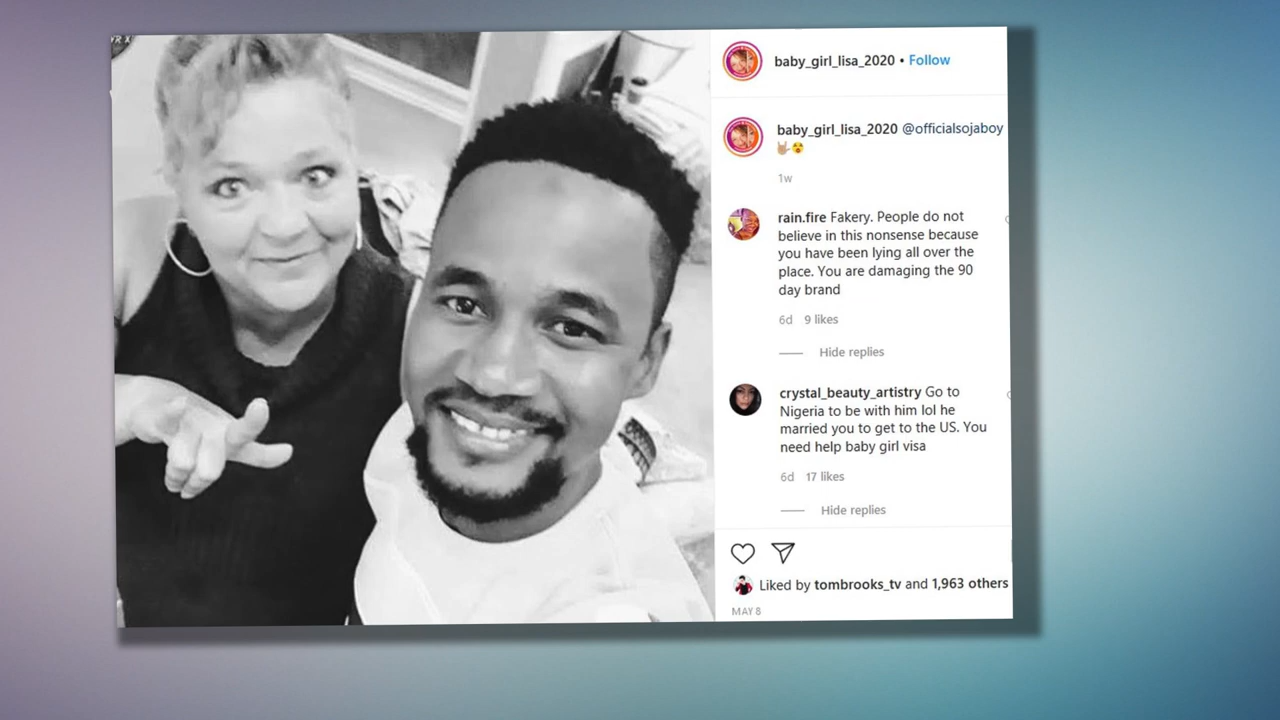 baby_girl_lisa_2020 • Follow
baby_girl_lisa_2020 @officialsojaboy
1w
rain.fire Fakery. People do not
believe in this nonsense because
you have been lying all over the
place. You are damaging the 90
day brand
6d 9 likes
Hide replies
crystal_beauty_artistry Go to
Nigeria to be with him lol he
married you to get to the US. You
need help baby girl visa
6d 17 likes
Hide replies
Liked by tombrooks_tv and 1,963 others
MAY 8